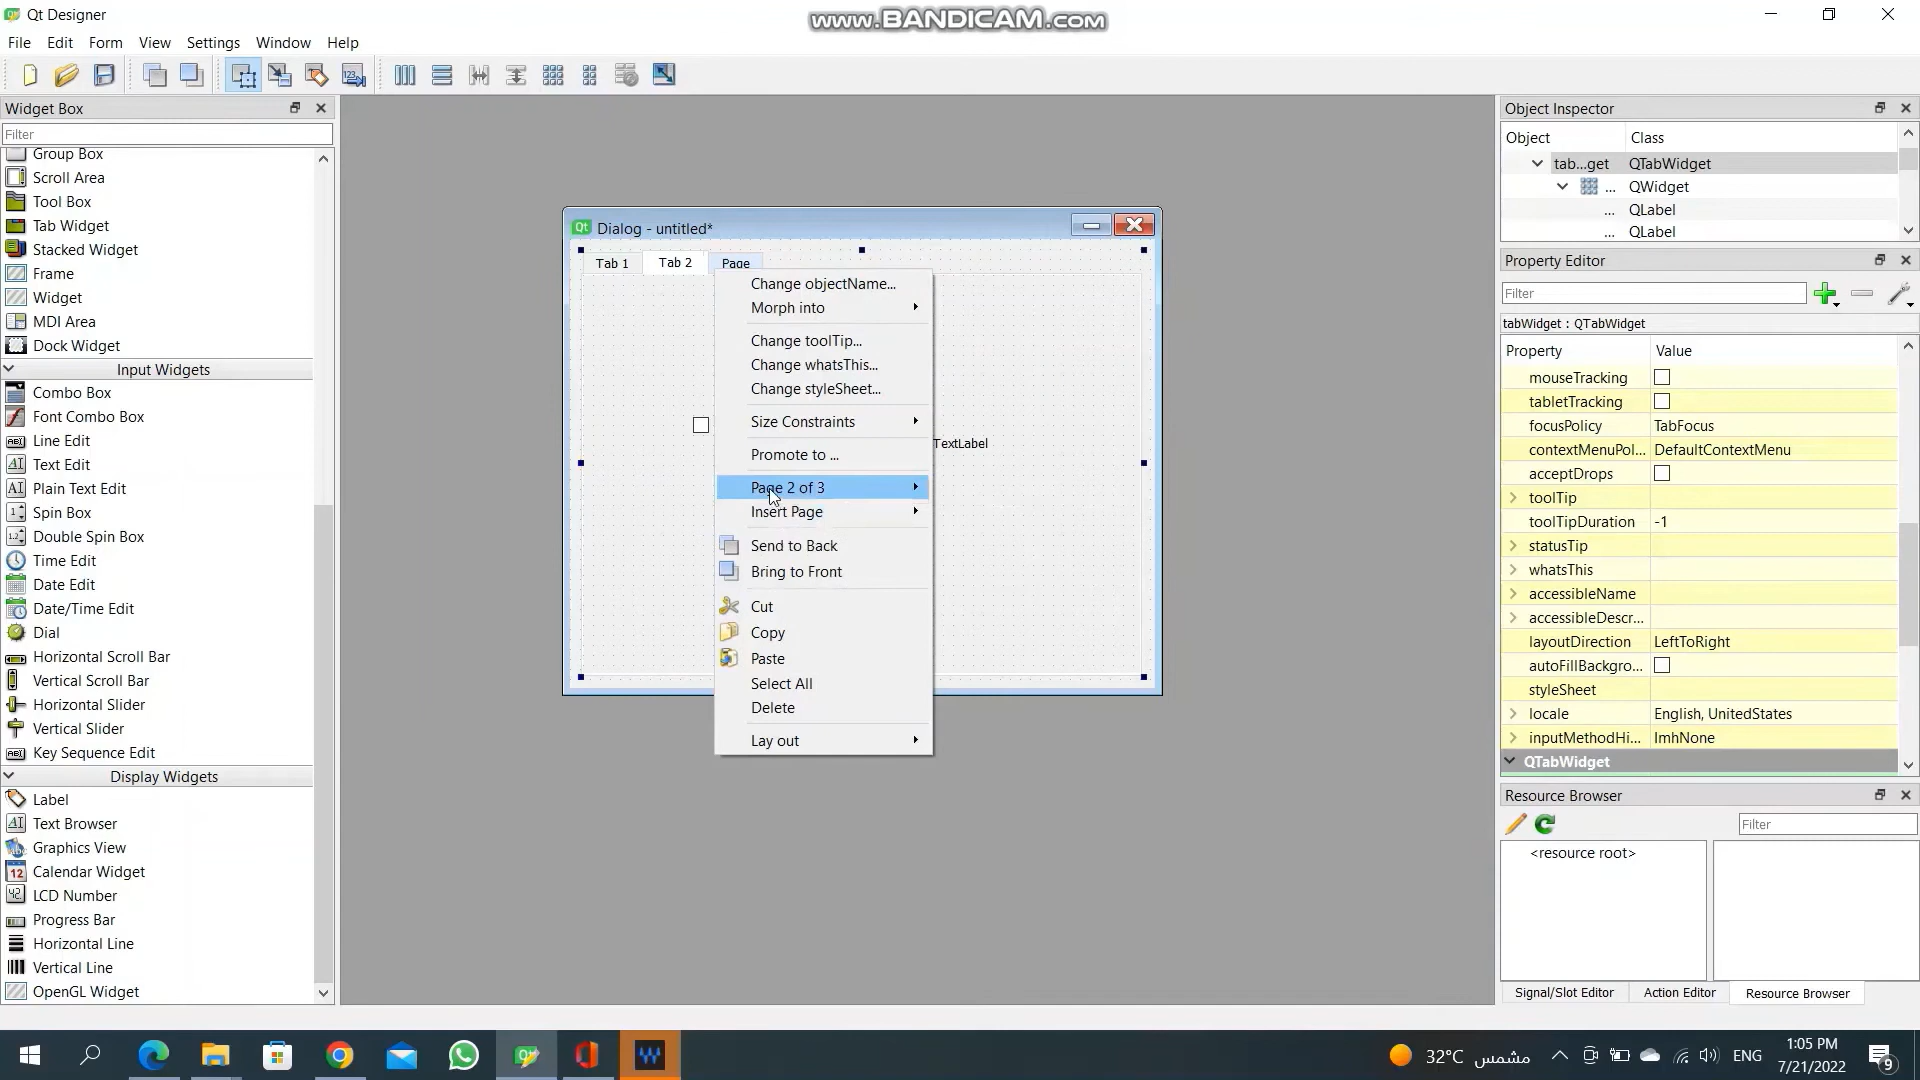 Qt Designer
www.BANDICAM.com
File Edit Form View Settings Window Help
Widget Box
Filter
Group Box
Scroll Area
Tool Box
Tab Widget
Stacked Widget
Frame
Widget
MDI Area
Dock Widget
Input Widgets
Combo Box
Font Combo Box
Line Edit
Text Edit
Plain Text Edit
Spin Box
Double Spin Box
Time Edit
Date Edit
Date/Time Edit
Dial
Horizontal Scroll Bar
Vertical Scroll Bar
Horizontal Slider
Vertical Slider
Key Sequence Edit
Display Widgets
Label
Text Browser
Graphics View
Calendar Widget
LCD Number
Progress Bar
Horizontal Line
Vertical Line
OpenGL Widget
Dialog - untitled*
Tab 1 Tab 2 Page
TextLabel
Change objectName...
Morph into
Change toolTip...
Change whatsThis...
Change styleSheet...
Size Constraints
Promote to ...
Page 2 of 3
Insert Page
Send to Back
Bring to Front
Cut
Copy
Paste
Select All
Delete
Lay out
Object Inspector
Object Class
tab...get QTabWidget
... QWidget
... QLabel
... QLabel
Property Editor
Filter
tabWidget : QTabWidget
Property Value
mouseTracking
tabletTracking
focusPolicy TabFocus
contextMenuPol... DefaultContextMenu
acceptDrops
toolTip
toolTipDuration -1
statusTip
whatsThis
accessibleName
accessibleDescr...
layoutDirection LeftToRight
autoFillBackgro...
styleSheet
locale English, UnitedStates
inputMethodHi... ImhNone
QTabWidget
Resource Browser
Filter
<resource root>
Signal/Slot Editor Action Editor Resource Browser
32°C مشمس
ENG
1:05 PM
7/21/2022
9